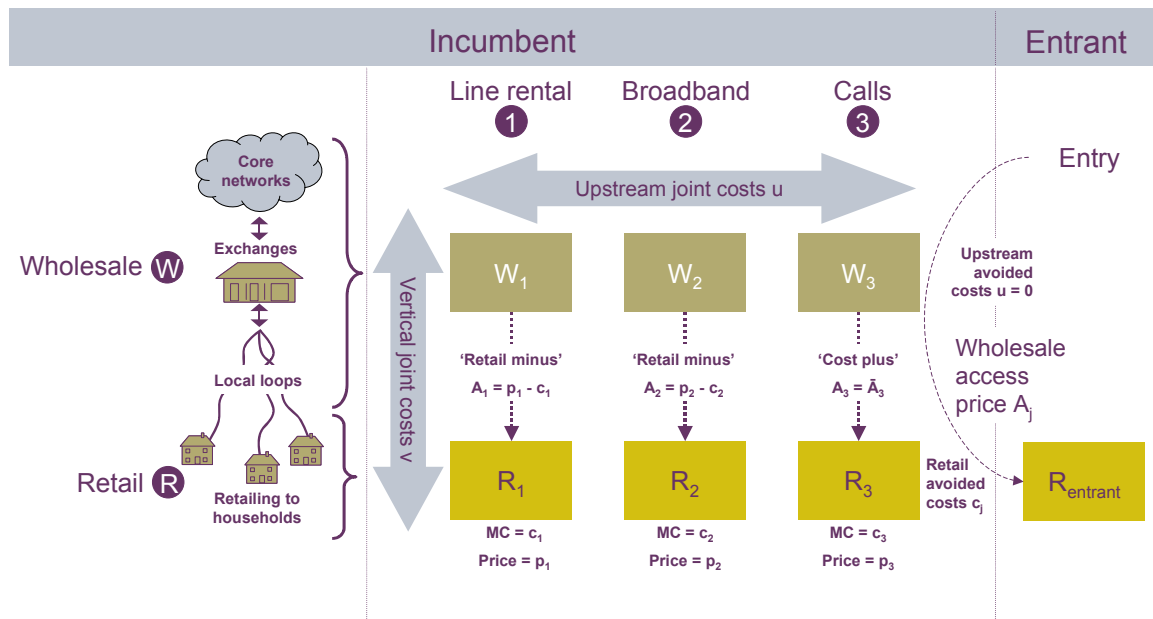 Incumbent
Entrant
Line rental
1
Broadband
2
Calls
3
Core
networks
Exchanges
Wholesale W
Local loops
Retail R
Retailing to
households
Upstream joint costs u
Vertical joint costs v
W₁
W₂
W₃
‘Retail minus’
A₁ = p₁ - c₁
‘Retail minus’
A₂ = p₂ - c₂
‘Cost plus’
A₃ = Ā₃
R₁
R₂
R₃
MC = c₁
Price = p₁
MC = c₂
Price = p₂
MC = c₃
Price = p₃
Entry
Upstream
avoided
costs u = 0
Wholesale
access
price Aⱼ
Retail
avoided
costs cⱼ
Rentrant